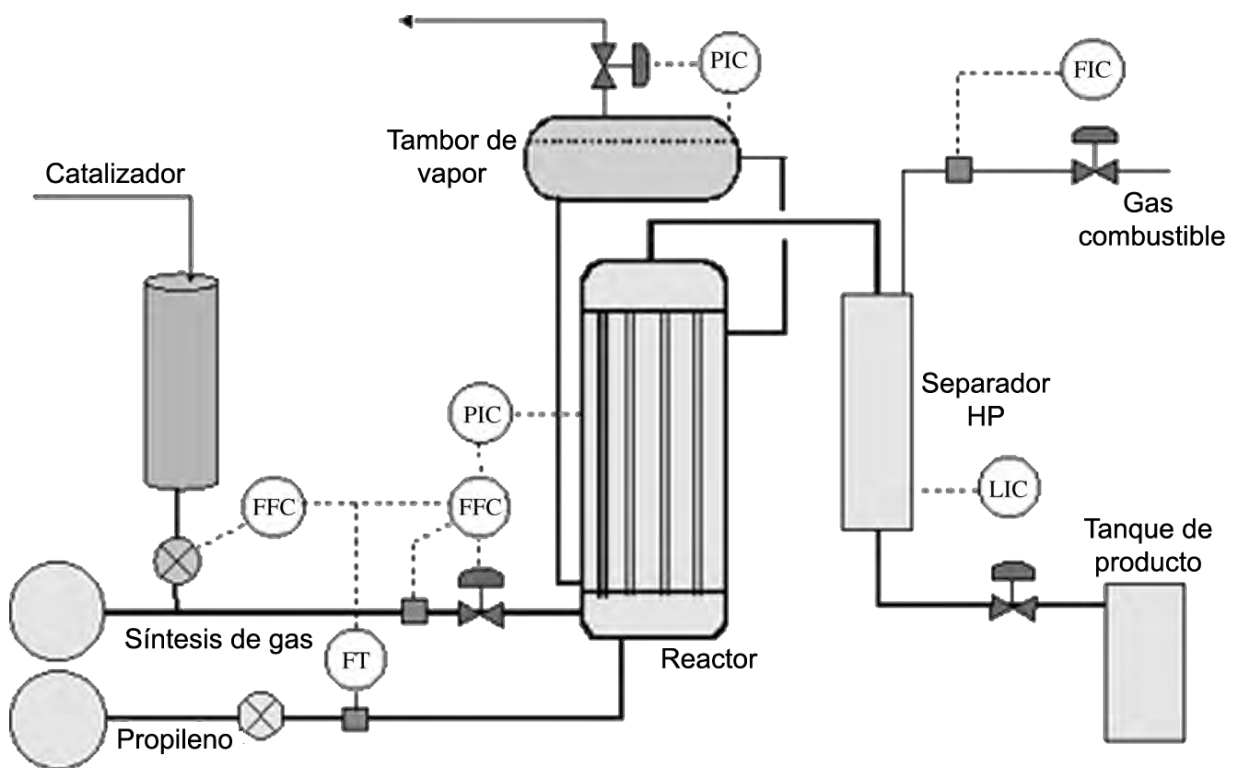 PIC
FIC
Tambor de
vapor
Catalizador
Gas
combustible
Separador
HP
PIC
LIC
FFC
FFC
Tanque de
producto
Síntesis de gas
FT
Reactor
Propileno